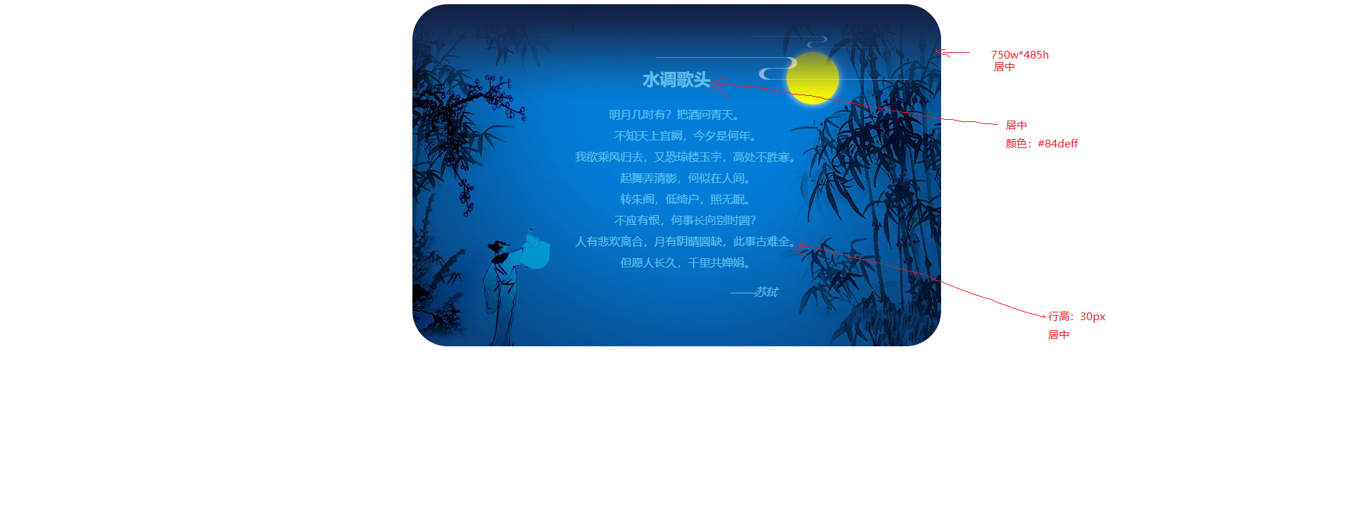 水调歌头
明月几时有？把酒问青天。
不知天上宫阙，今夕是何年。
我欲乘风归去，又恐琼楼玉宇，高处不胜寒。
起舞弄清影，何似在人间。
转朱阁，低绮户，照无眠。
不应有恨，何事长向别时圆？
人有悲欢离合，月有阴晴圆缺，此事古难全。
但愿人长久，千里共婵娟。
——苏轼
750w*485h
居中
居中
颜色：#84deff
行高：30px
居中